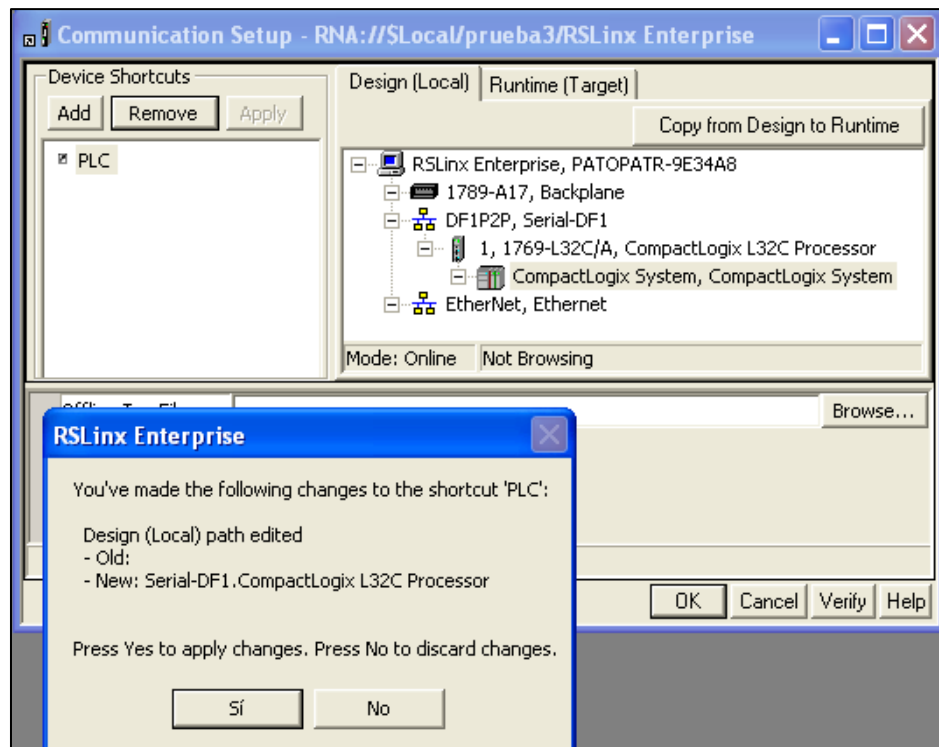 Communication Setup - RNA://$Local/prueba3/RSLinx Enterprise
Device Shortcuts
Add
Remove
Apply
PLC
Design (Local)
Runtime (Target)
Copy from Design to Runtime
RSLinx Enterprise, PATOPATR-9E34A8
1789-A17, Backplane
DF1P2P, Serial-DF1
1, 1769-L32C/A, CompactLogix L32C Processor
CompactLogix System, CompactLogix System
EtherNet, Ethernet
Mode: Online
Not Browsing
Browse...
RSLinx Enterprise
You've made the following changes to the shortcut 'PLC':
Design (Local) path edited
- Old:
- New: Serial-DF1.CompactLogix L32C Processor
Press Yes to apply changes. Press No to discard changes.
Sí
No
OK
Cancel
Verify
Help